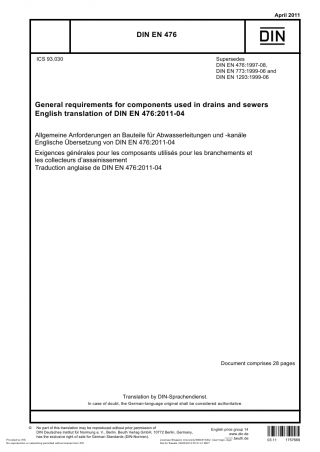 April 2011
DIN EN 476
DIN
ICS 93.030
Supersedes
DIN EN 476:1997-08,
DIN EN 773:1999-06 and
DIN EN 1293:1999-06
General requirements for components used in drains and sewers
English translation of DIN EN 476:2011-04
Allgemeine Anforderungen an Bauteile für Abwasserleitungen und -kanäle
Englische Übersetzung von DIN EN 476:2011-04
Exigences générales pour les composants utilisés pour les branchements et
les collecteurs d’assainissement
Traduction anglaise de DIN EN 476:2011-04
Document comprises 28 pages
Translation by DIN-Sprachendienst.
In case of doubt, the German-language original shall be considered authoritative.
© No part of this translation may be reproduced without prior permission of
DIN Deutsches Institut für Normung e. V., Berlin. Beuth Verlag GmbH, 10772 Berlin, Germany,
has the exclusive right of sale for German Standards (DIN-Normen).
English price group 14
www.din.de
www.beuth.de